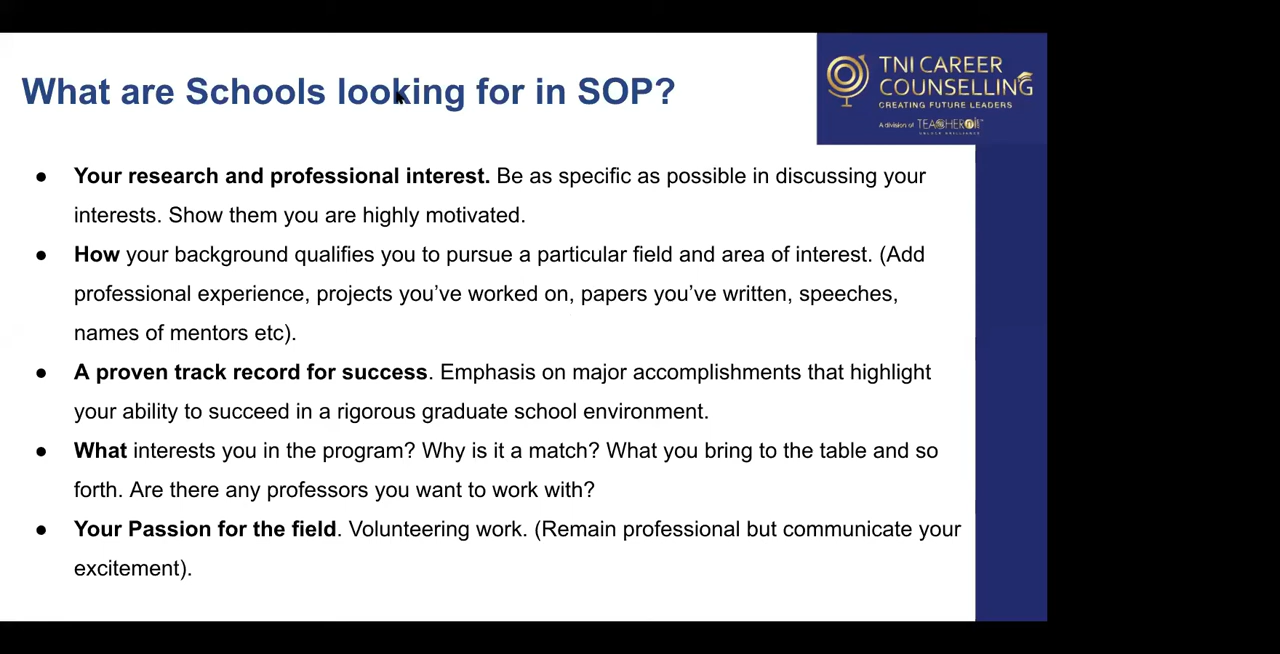 What are Schools looking for in SOP?
TNI CAREER
COUNSELLING
CREATING FUTURE LEADERS
A division of TEACHERNI
● Your research and professional interest. Be as specific as possible in discussing your
interests. Show them you are highly motivated.
● How your background qualifies you to pursue a particular field and area of interest. (Add
professional experience, projects you’ve worked on, papers you’ve written, speeches,
names of mentors etc).
● A proven track record for success. Emphasis on major accomplishments that highlight
your ability to succeed in a rigorous graduate school environment.
● What interests you in the program? Why is it a match? What you bring to the table and so
forth. Are there any professors you want to work with?
● Your Passion for the field. Volunteering work. (Remain professional but communicate your
excitement).